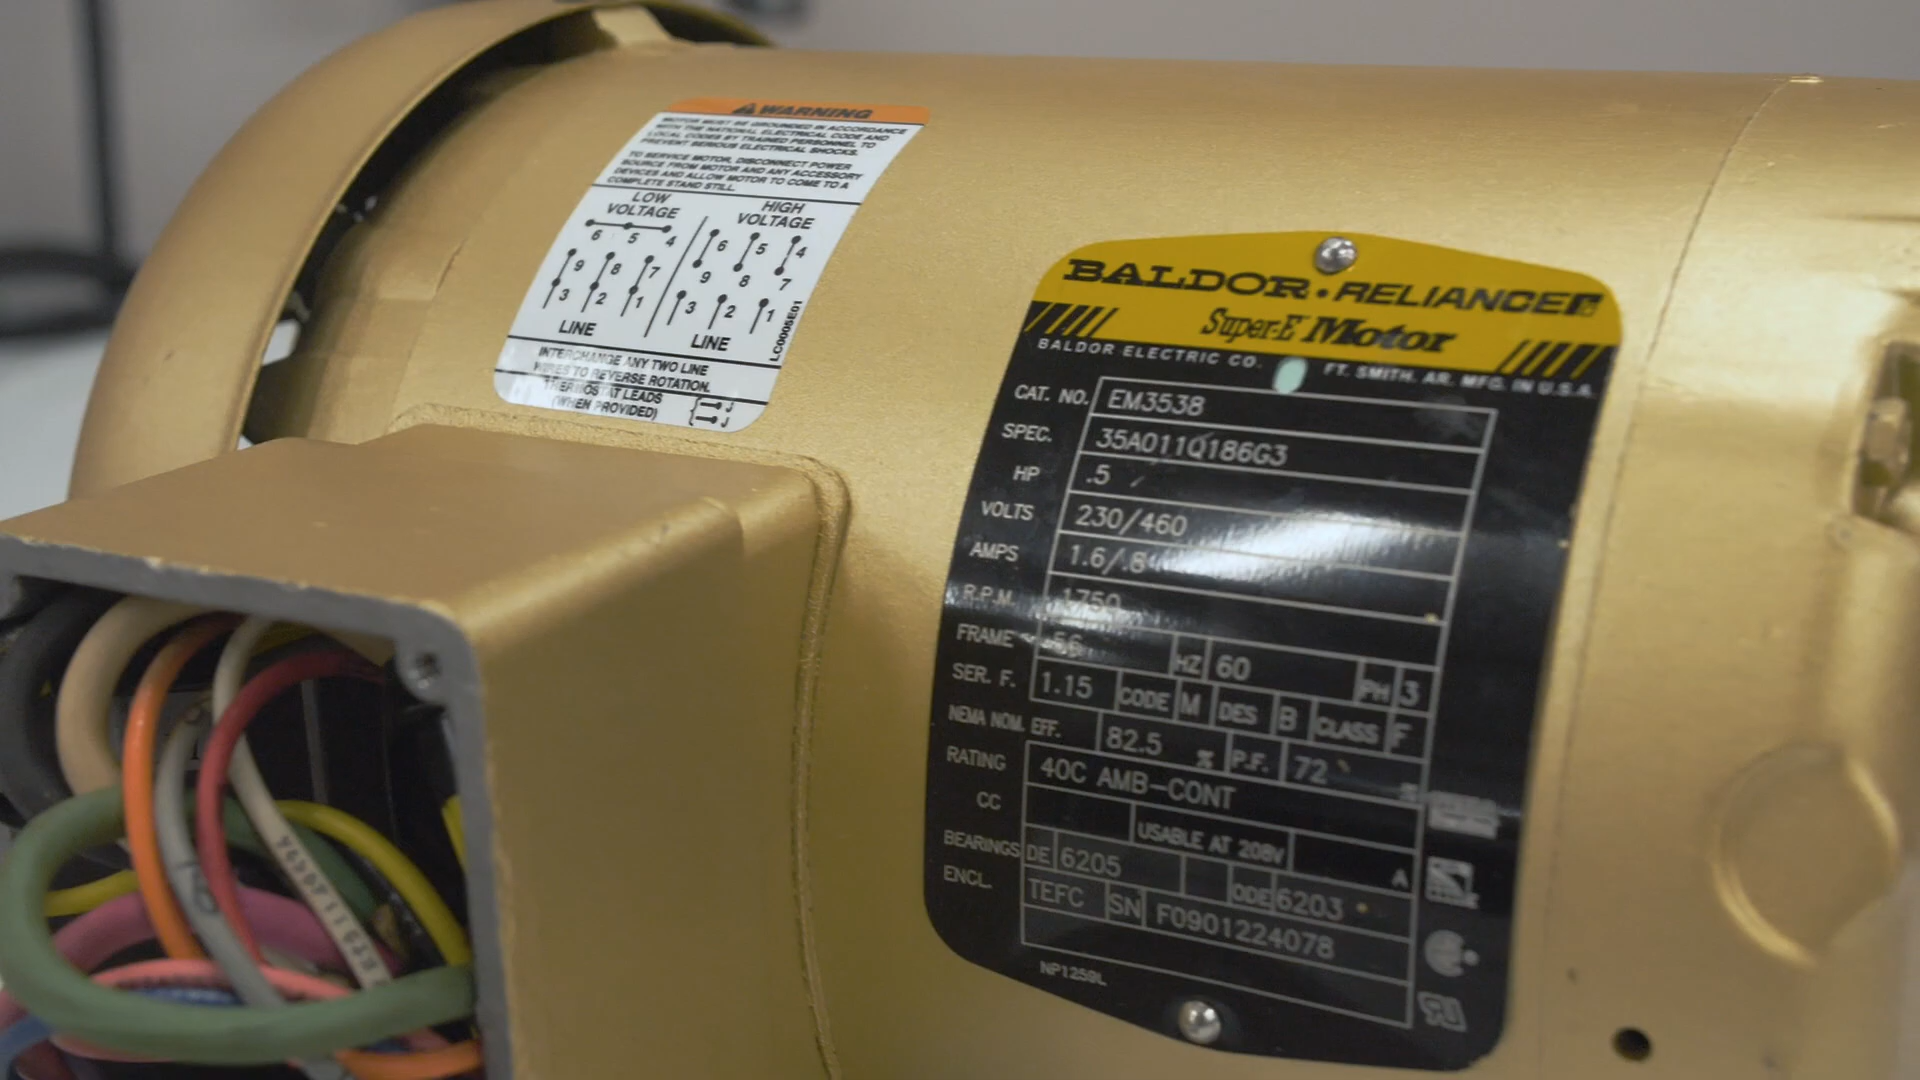 WARNING
MOTOR MUST BE GROUNDED IN ACCORDANCE
WITH THE NATIONAL ELECTRICAL CODE AND
LOCAL CODES BY TRAINED PERSONNEL TO
PREVENT SERIOUS ELECTRICAL SHOCKS.
TO SERVICE MOTOR, DISCONNECT POWER
SOURCE FROM MOTOR AND ANY ACCESSORY
DEVICES AND ALLOW MOTOR TO COME TO A
COMPLETE STAND STILL.
LOW VOLTAGE
6 5 4
9 8 7
3 2 1
LINE
HIGH VOLTAGE
6 5 4
9 8 7
3 2 1
LINE
LC0005E01
INTERCHANGE ANY TWO LINE
WIRES TO REVERSE ROTATION.
THERMOSTAT LEADS
(WHEN PROVIDED)
J
J
BALDOR • RELIANCE
Super-E Motor
BALDOR ELECTRIC CO. FT. SMITH, AR. MFG. IN U.S.A.
CAT. NO. EM3538
SPEC. 35A011Q186G3
HP .5
VOLTS 230/460
AMPS 1.6/.8
R.P.M. 1750
FRAME 56 HZ 60 PH 3
SER. F. 1.15 CODE M DES B CLASS F
NEMA NOM. EFF. 82.5 % P.F. 72 %
RATING 40C AMB-CONT
CC USABLE AT 208V A
BEARINGS DE 6205 ODE 6203
ENCL. TEFC SN F0901224078
NP1259L